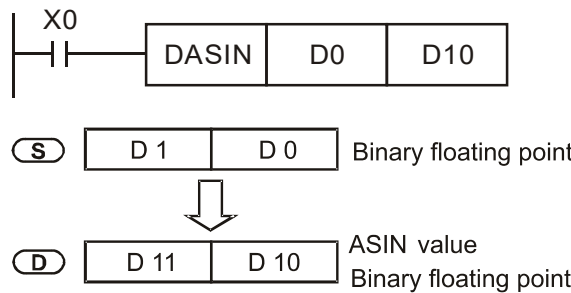 X0
DASIN D0 D10
S D 1 D 0 Binary floating point
D D 11 D 10 ASIN value
Binary floating point